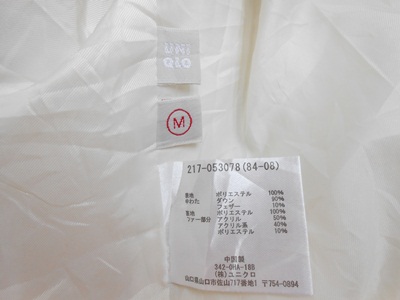 UNI
QLO
M
217-053078(84-08)
表地 ポリエステル 100%
中わた ダウン 90%
フェザー 10%
裏地 ポリエステル 100%
ファー部分 アクリル 50%
アクリル系 40%
ポリエステル 10%
中国製
342-0HA-18B
(株)ユニクロ
山口県山口市佐山717番地1 〒754-0894